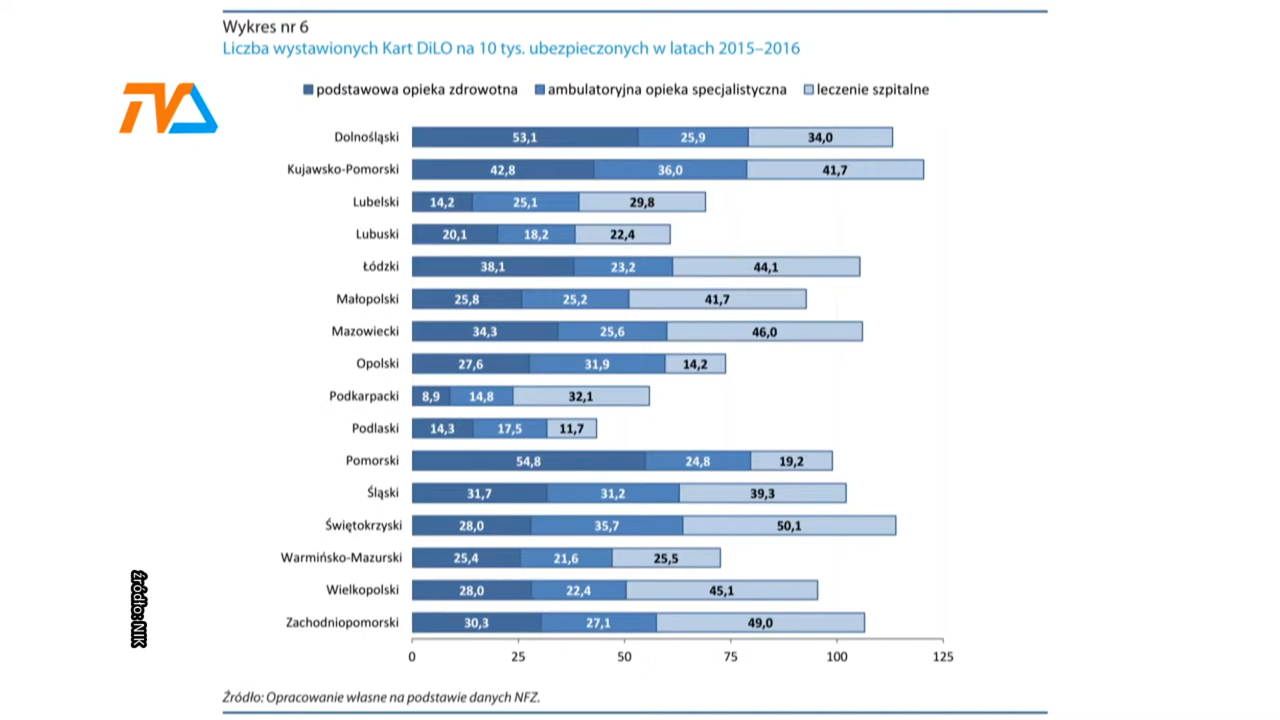 Wykres nr 6
Liczba wystawionych Kart DiLO na 10 tys. ubezpieczonych w latach 2015–2016
TVA
podstawowa opieka zdrowotna ambulatoryjna opieka specjalistyczna leczenie szpitalne
Dolnośląski 53,1 25,9 34,0
Kujawsko-Pomorski 42,8 36,0 41,7
Lubelski 14,2 25,1 29,8
Lubuski 20,1 18,2 22,4
Łódzki 38,1 23,2 44,1
Małopolski 25,8 25,2 41,7
Mazowiecki 34,3 25,6 46,0
Opolski 27,6 31,9 14,2
Podkarpacki 8,9 14,8 32,1
Podlaski 14,3 17,5 11,7
Pomorski 54,8 24,8 19,2
Śląski 31,7 31,2 39,3
Świętokrzyski 28,0 35,7 50,1
Warmińsko-Mazurski 25,4 21,6 25,5
Wielkopolski 28,0 22,4 45,1
Zachodniopomorski 30,3 27,1 49,0
0 25 50 75 100 125
źródło: NIK
Źródło: Opracowanie własne na podstawie danych NFZ.